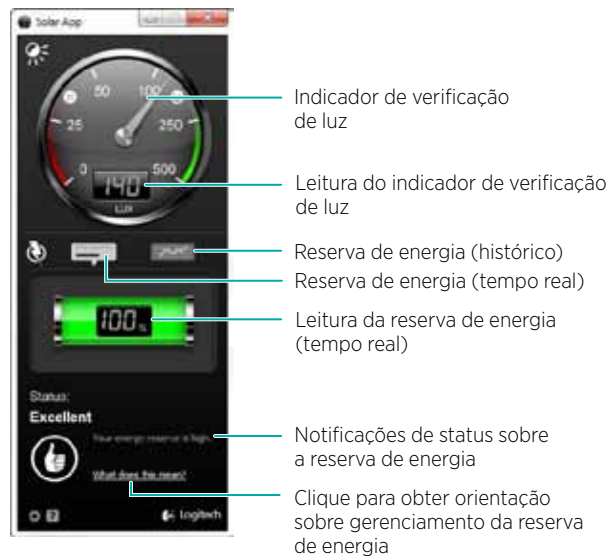 Solar App
50
100
25
250
0
500
140
LUX
100 %
Status:
Excellent
Your energy reserve is high.
What does this mean?
Logitech
Indicador de verificação
de luz
Leitura do indicador de verificação
de luz
Reserva de energia (histórico)
Reserva de energia (tempo real)
Leitura da reserva de energia
(tempo real)
Notificações de status sobre
a reserva de energia
Clique para obter orientação
sobre gerenciamento da reserva
de energia